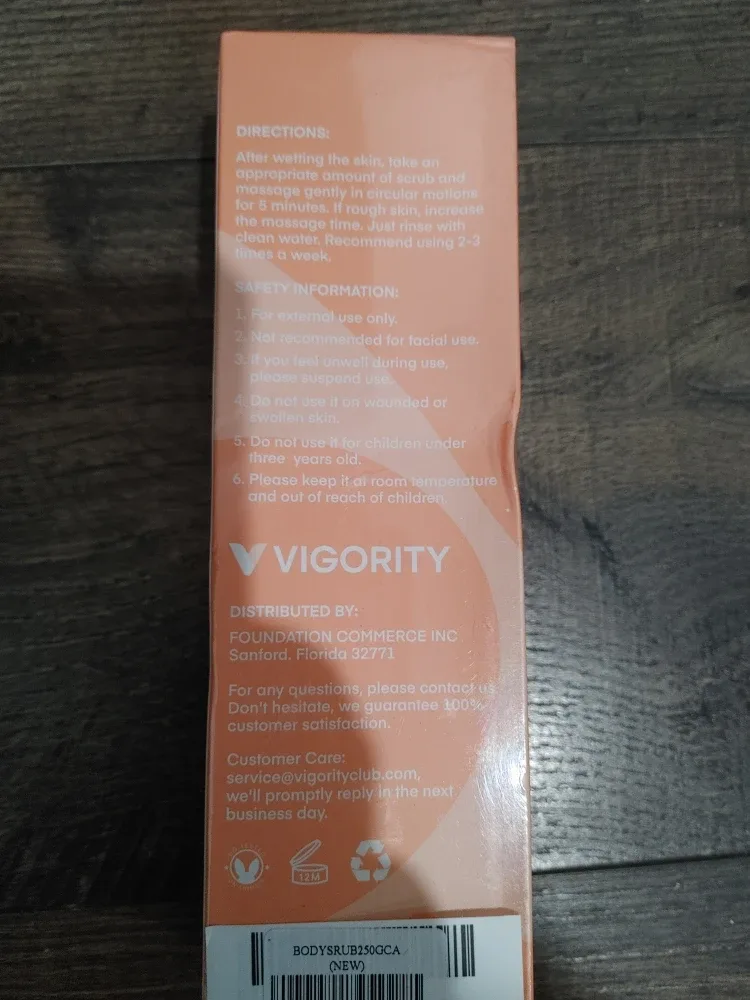 DIRECTIONS:
After wetting the skin, take an
appropriate amount of scrub and
massage gently in circular motions
for 5 minutes. If rough skin, increase
the massage time. Just rinse with
clean water. Recommend using 2-3
times a week,
SAFETY INFORMATION:
1. For external use only.
2. Not recommended for facial use.
3. If you feel unwell during use,
please suspend use.
4. Do not use it on wounded or
swollen skin.
5. Do not use it for children under
three years old.
6. Please keep it at room temperature
and out of reach of children.
VIGORITY
DISTRIBUTED BY:
FOUNDATION COMMERCE INC
Sanford. Florida 32771
For any questions, please contact us
Don't hesitate, we guarantee 100%
customer satisfaction.
Customer Care:
service@vigorityclub.com,
we'll promptly reply in the next
business day.
12M
BODYSRUB250GCA
(NEW)